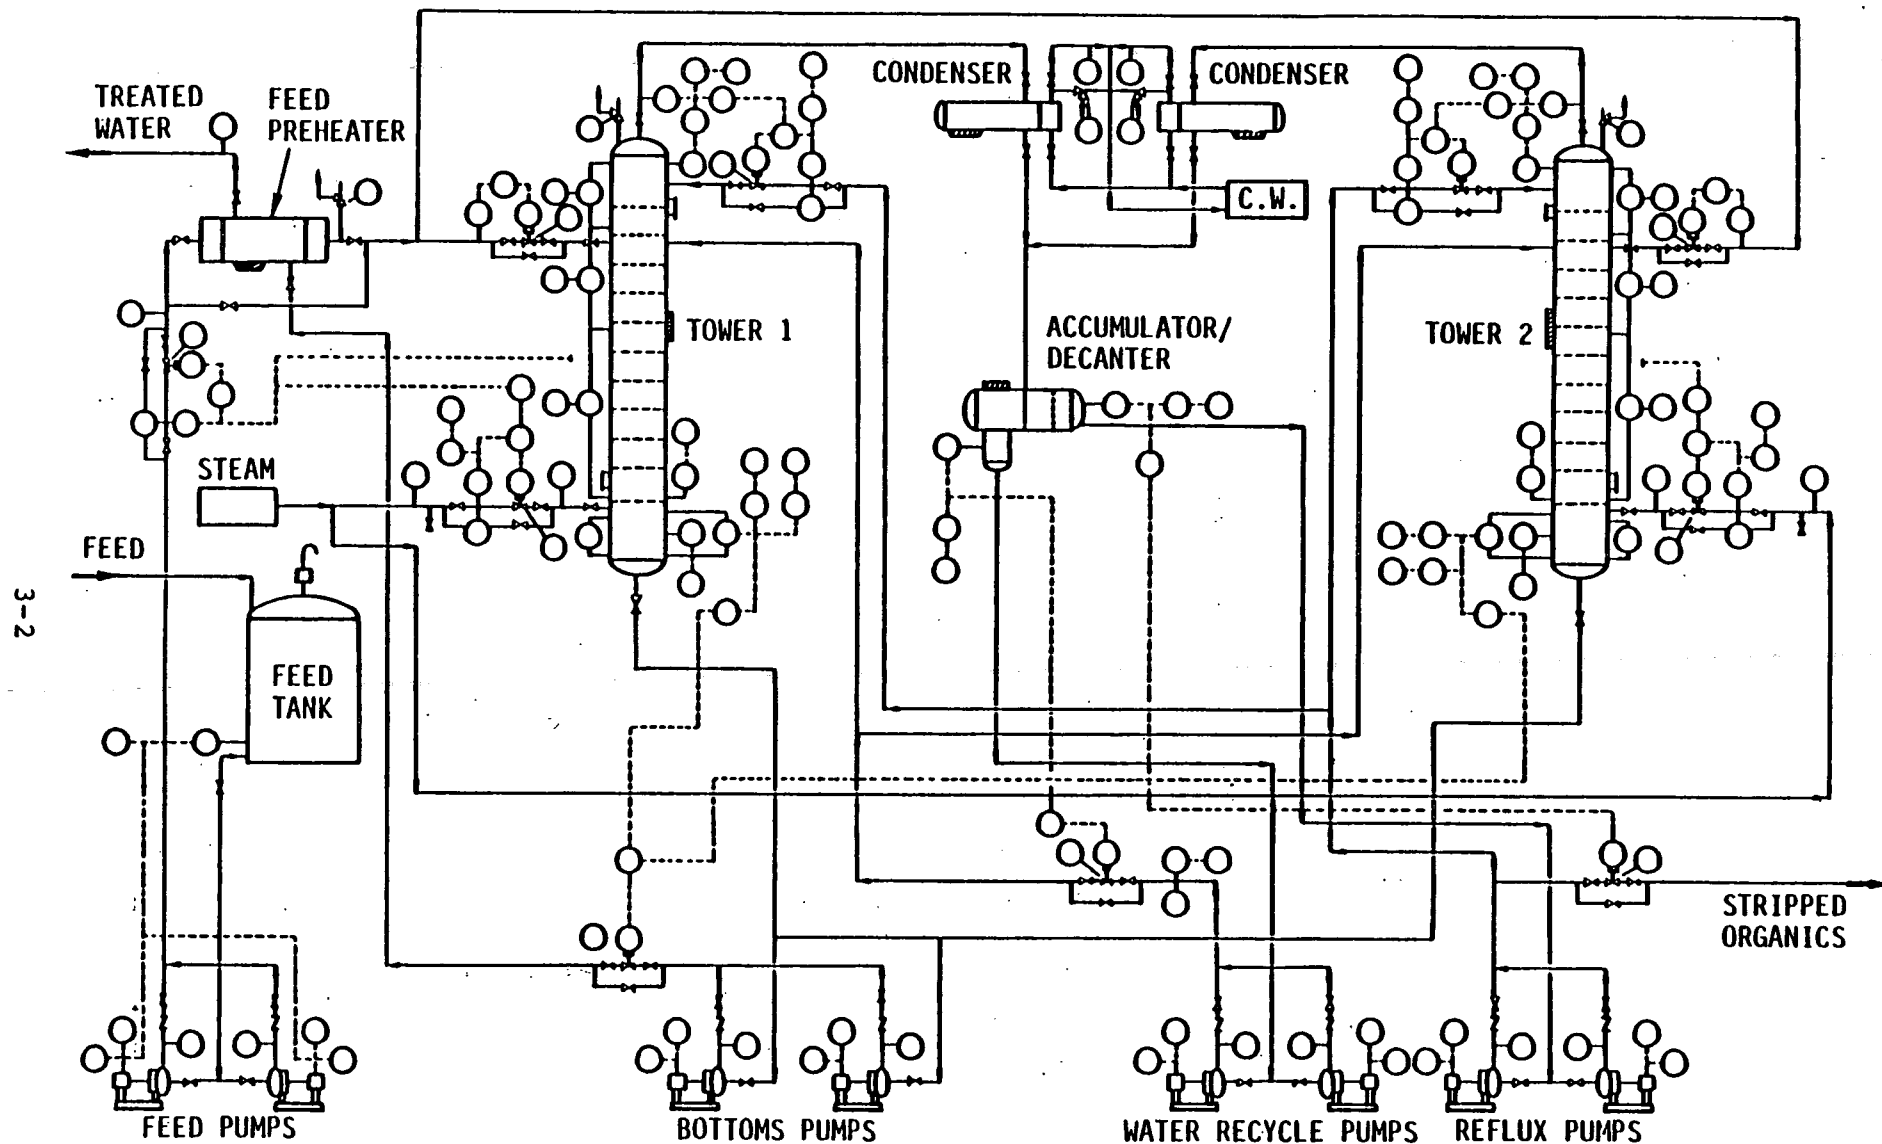 TREATED
WATER
FEED
PREHEATER
CONDENSER
CONDENSER
C.W.
TOWER 1
ACCUMULATOR/
DECANTER
TOWER 2
STEAM
FEED
3-2
FEED
TANK
STRIPPED
ORGANICS
FEED PUMPS
BOTTOMS PUMPS
WATER RECYCLE PUMPS
REFLUX PUMPS